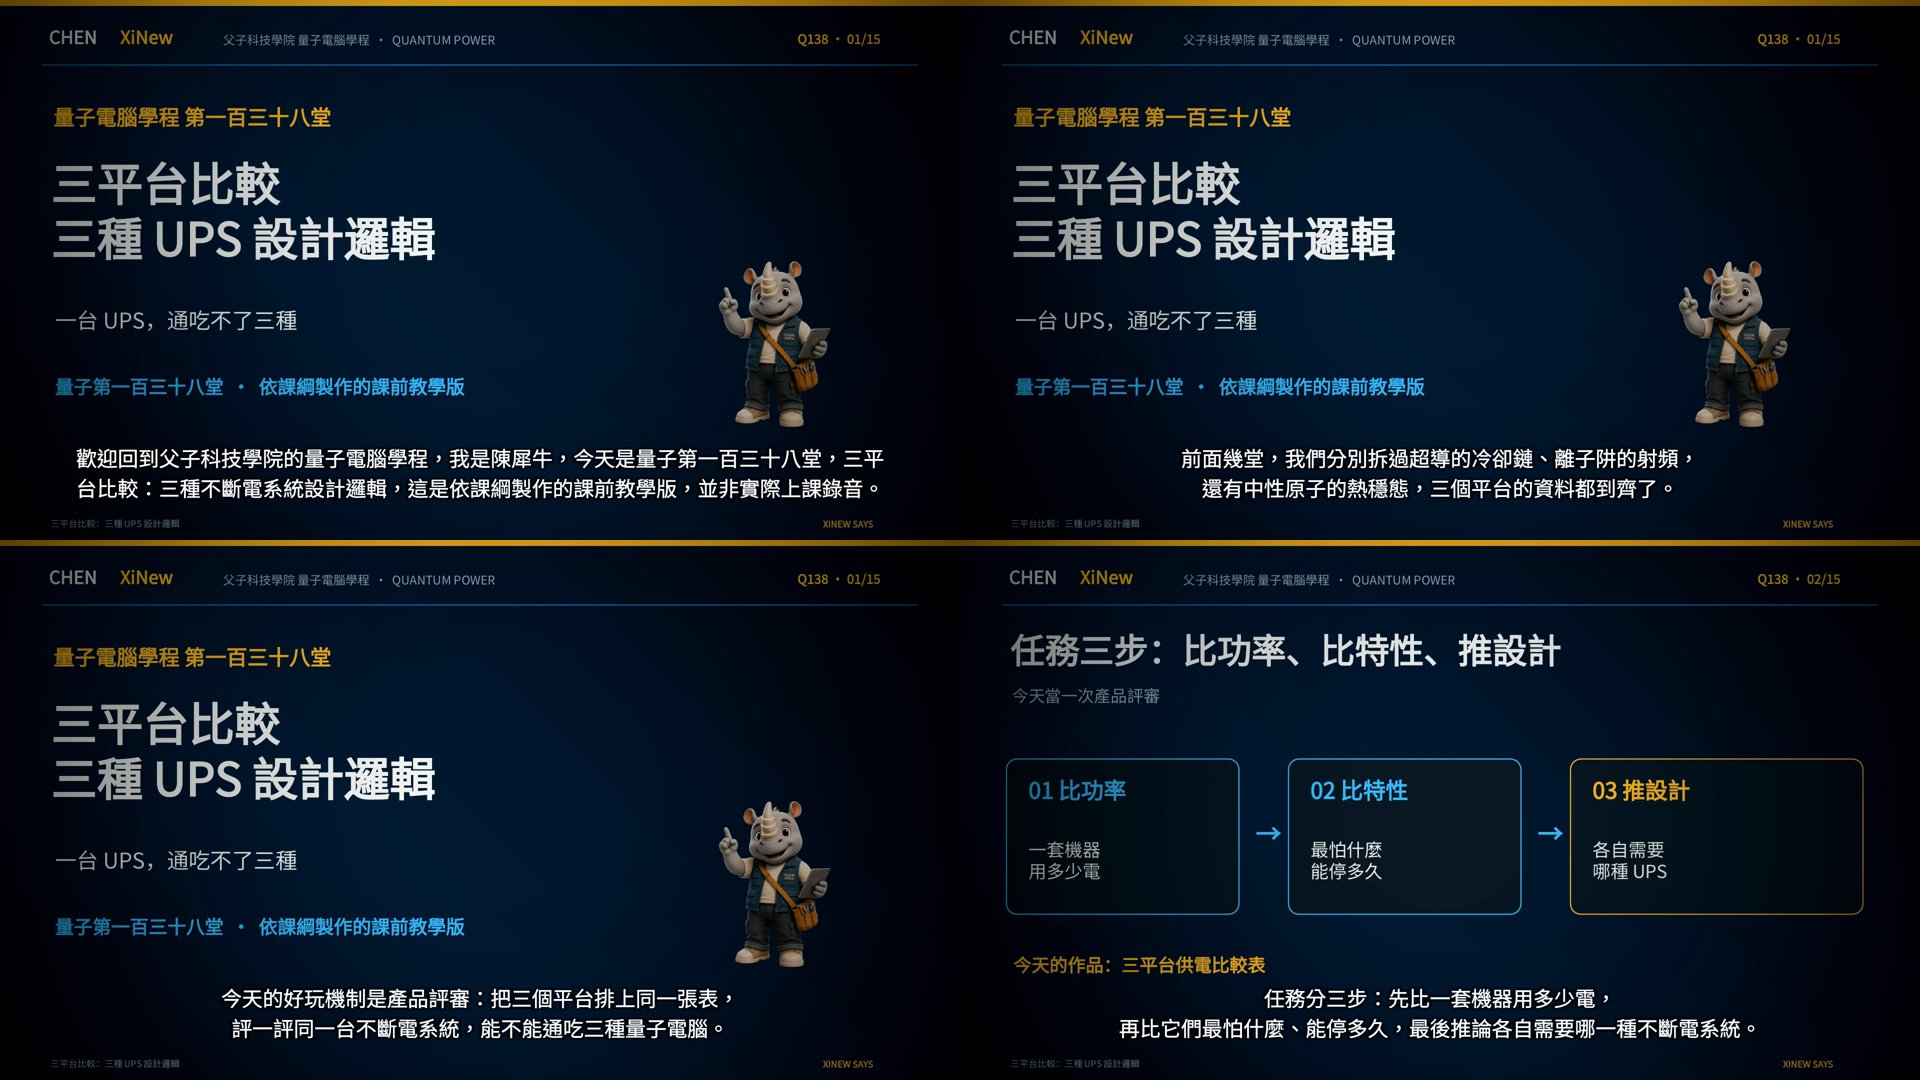 CHEN XiNew 父子科技學院 量子電腦學程 · QUANTUM POWER Q138 · 01/15
量子電腦學程 第一百三十八堂
三平台比較
三種 UPS 設計邏輯
一台 UPS，通吃不了三種
量子第一百三十八堂 · 依課綱製作的課前教學版
歡迎回到父子科技學院的量子電腦學程，我是陳犀牛，今天是量子第一百三十八堂，三平
台比較：三種不斷電系統設計邏輯，這是依課綱製作的課前教學版，並非實際上課錄音。
三平台比較：三種 UPS 設計邏輯 XINEW SAYS
CHEN XiNew 父子科技學院 量子電腦學程 · QUANTUM POWER Q138 · 01/15
量子電腦學程 第一百三十八堂
三平台比較
三種 UPS 設計邏輯
一台 UPS，通吃不了三種
量子第一百三十八堂 · 依課綱製作的課前教學版
前面幾堂，我們分別拆過超導的冷卻鏈、離子阱的射頻，
還有中性原子的熱穩態，三個平台的資料都到齊了。
三平台比較：三種 UPS 設計邏輯 XINEW SAYS
CHEN XiNew 父子科技學院 量子電腦學程 · QUANTUM POWER Q138 · 01/15
量子電腦學程 第一百三十八堂
三平台比較
三種 UPS 設計邏輯
一台 UPS，通吃不了三種
量子第一百三十八堂 · 依課綱製作的課前教學版
今天的好玩機制是產品評審：把三個平台排上同一張表，
評一評同一台不斷電系統，能不能通吃三種量子電腦。
三平台比較：三種 UPS 設計邏輯 XINEW SAYS
CHEN XiNew 父子科技學院 量子電腦學程 · QUANTUM POWER Q138 · 02/15
任務三步：比功率、比特性、推設計
今天當一次產品評審
01 比功率
一套機器
用多少電
→
02 比特性
最怕什麼
能停多久
→
03 推設計
各自需要
哪種 UPS
今天的作品：三平台供電比較表
任務分三步：先比一套機器用多少電，
再比它們最怕什麼、能停多久，最後推論各自需要哪一種不斷電系統。
三平台比較：三種 UPS 設計邏輯 XINEW SAYS